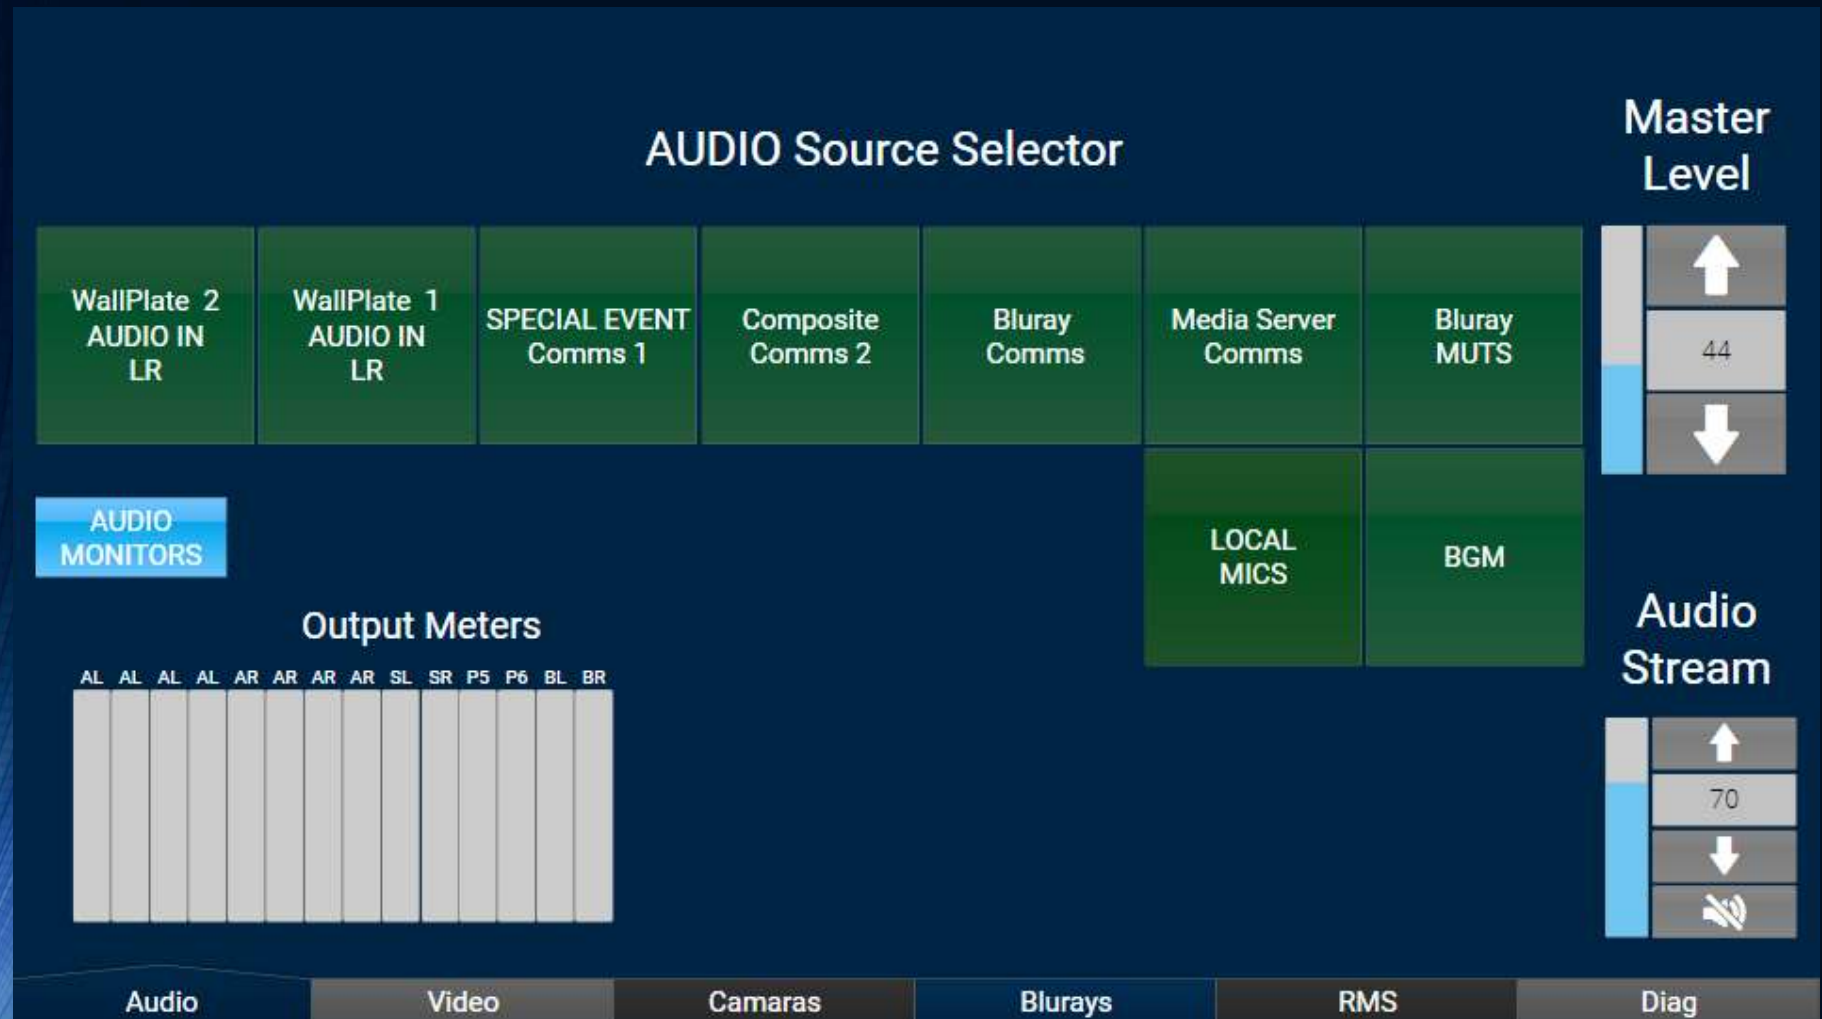 AUDIO Source Selector
Master
Level
WallPlate 2
AUDIO IN
LR
WallPlate 1
AUDIO IN
LR
SPECIAL EVENT
Comms 1
Composite
Comms 2
Bluray
Comms
Media Server
Comms
Bluray
MUTS
44
AUDIO
MONITORS
LOCAL
MICS
BGM
Output Meters
AL AL AL AL AR AR AR AR SL SR P5 P6 BL BR
Audio
Stream
70
Audio Video Camaras Blurays RMS Diag